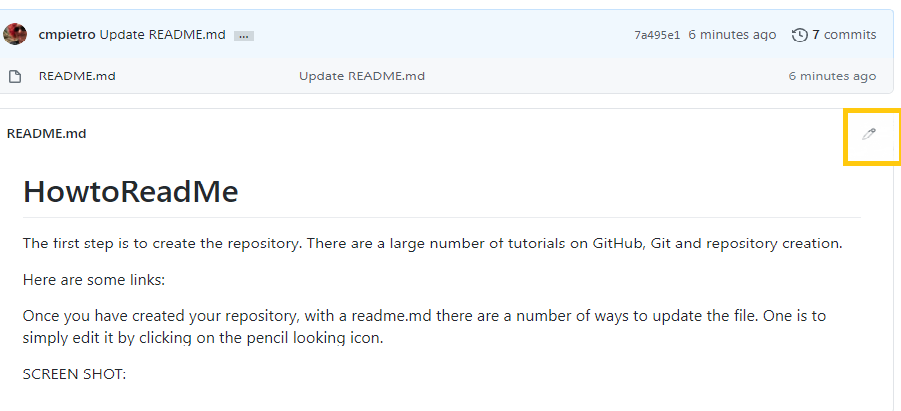 cmpietro Update README.md ... 7a495e1 6 minutes ago 7 commits
README.md Update README.md 6 minutes ago
README.md
HowtoReadMe
The first step is to create the repository. There are a large number of tutorials on GitHub, Git and repository creation.
Here are some links:
Once you have created your repository, with a readme.md there are a number of ways to update the file. One is to
simply edit it by clicking on the pencil looking icon.
SCREEN SHOT: